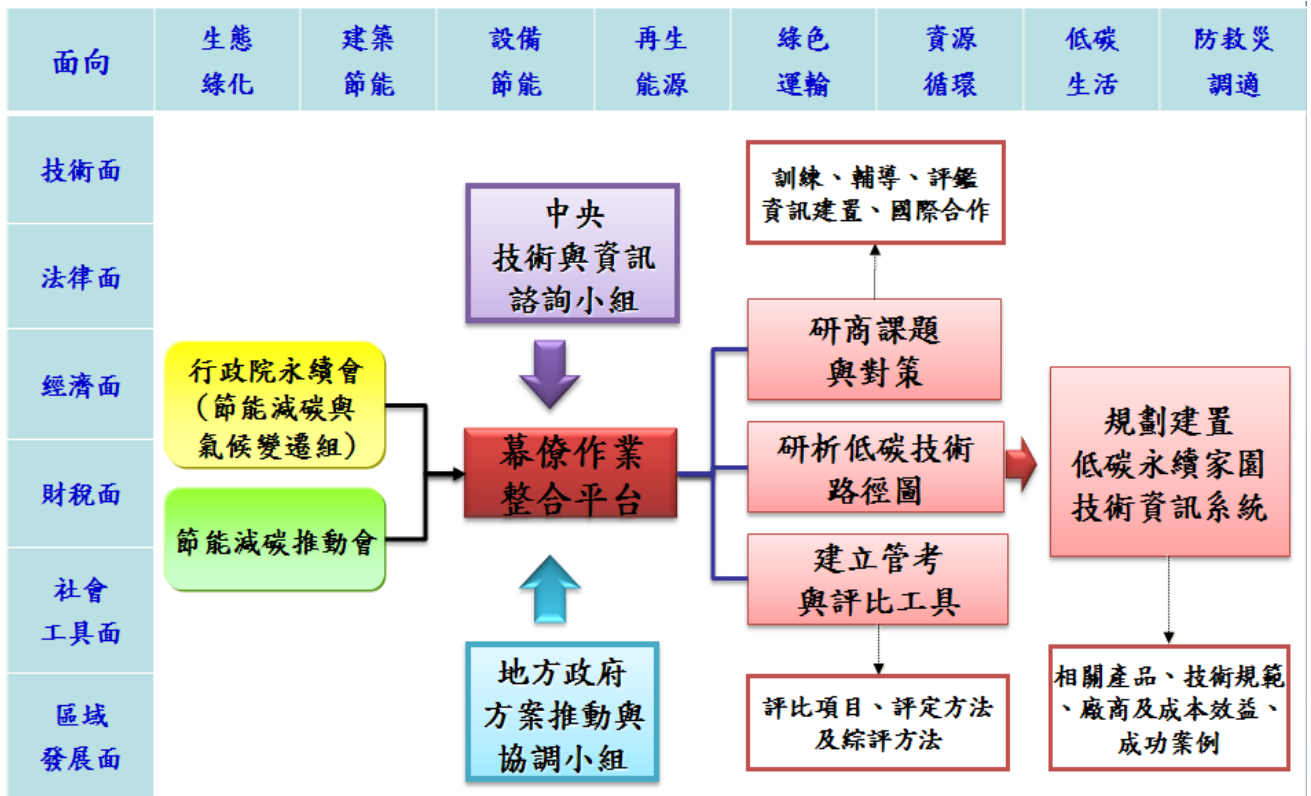 面向
生態
綠化
建築
節能
設備
節能
再生
能源
綠色
運輸
資源
循環
低碳
生活
防救災
調適
技術面
法律面
經濟面
財稅面
社會
工具面
區域
發展面
行政院永續會
(節能減碳與
氣候變遷組)
節能減碳推動會
中央
技術與資訊
諮詢小組
幕僚作業
整合平台
地方政府
方案推動與
協調小組
訓練、輔導、評鑑
資訊建置、國際合作
研商課題
與對策
研析低碳技術
路徑圖
建立管考
與評比工具
評比項目、評定方法
及綜評方法
規劃建置
低碳永續家園
技術資訊系統
相關產品、技術規範
、廠商及成本效益、
成功案例